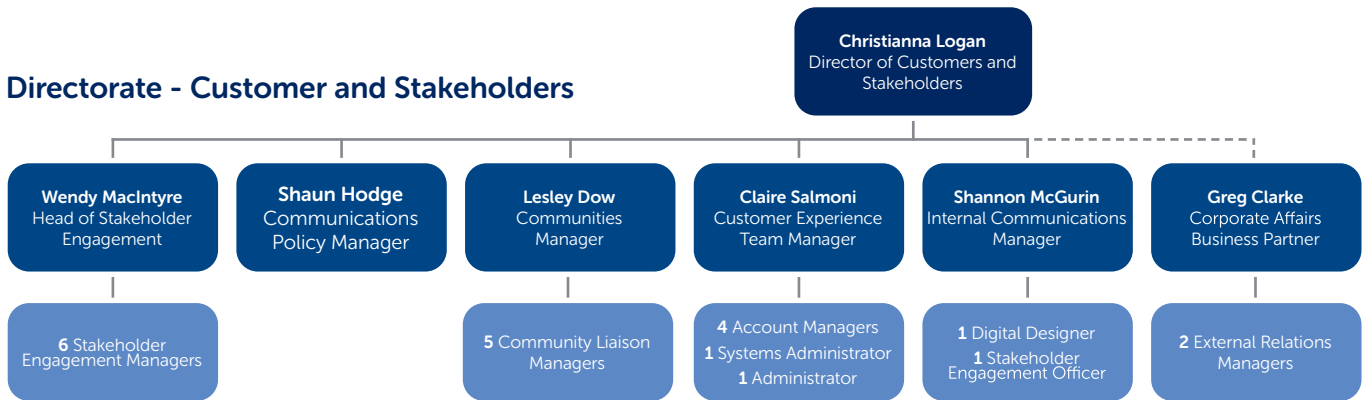 Christianna Logan
Director of Customers and
Stakeholders
Directorate - Customer and Stakeholders
Wendy MacIntyre
Head of Stakeholder
Engagement
Shaun Hodge
Communications
Policy Manager
Lesley Dow
Communities
Manager
Claire Salmoni
Customer Experience
Team Manager
Shannon McGurin
Internal Communications
Manager
Greg Clarke
Corporate Affairs
Business Partner
6 Stakeholder
Engagement Managers
5 Community Liaison
Managers
4 Account Managers
1 Systems Administrator
1 Administrator
1 Digital Designer
1 Stakeholder
Engagement Officer
2 External Relations
Managers